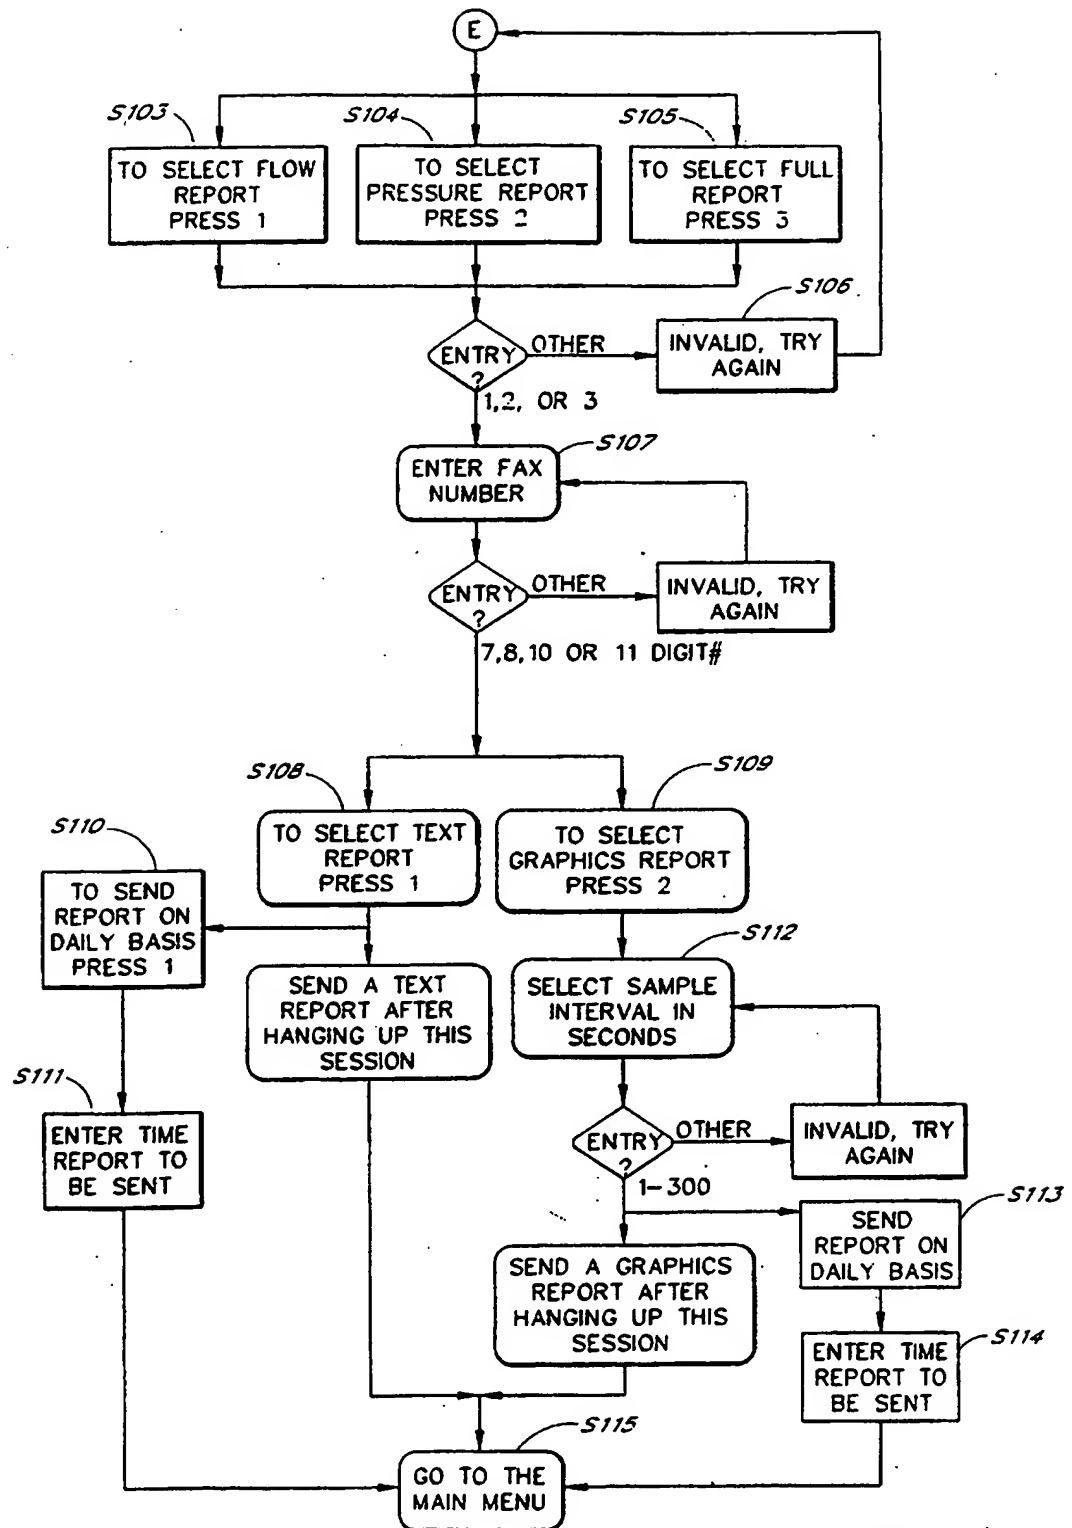 E
S103
TO SELECT FLOW
REPORT
PRESS 1
S104
TO SELECT
PRESSURE REPORT
PRESS 2
S105
TO SELECT FULL
REPORT
PRESS 3
ENTRY
?
OTHER
S106
INVALID, TRY
AGAIN
1,2, OR 3
S107
ENTER FAX
NUMBER
ENTRY
?
OTHER
INVALID, TRY
AGAIN
7,8,10 OR 11 DIGIT#
S108
TO SELECT TEXT
REPORT
PRESS 1
S109
TO SELECT
GRAPHICS REPORT
PRESS 2
S110
TO SEND
REPORT ON
DAILY BASIS
PRESS 1
SEND A TEXT
REPORT AFTER
HANGING UP THIS
SESSION
S112
SELECT SAMPLE
INTERVAL IN
SECONDS
S111
ENTER TIME
REPORT TO
BE SENT
ENTRY
?
OTHER
INVALID, TRY
AGAIN
1-300
S113
SEND
REPORT ON
DAILY BASIS
SEND A GRAPHICS
REPORT AFTER
HANGING UP THIS
SESSION
S114
ENTER TIME
REPORT TO
BE SENT
S115
GO TO THE
MAIN MENU